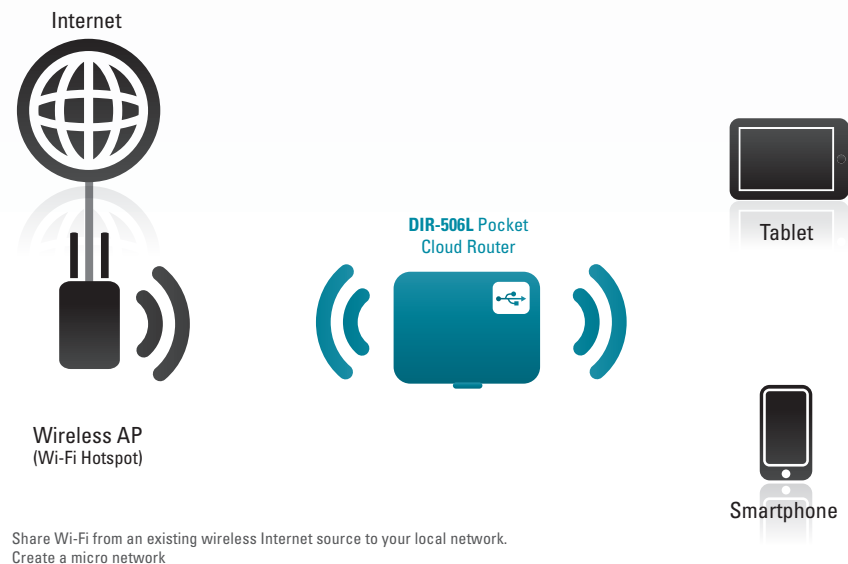 Internet
DIR-506L Pocket
Cloud Router
Tablet
Wireless AP
(Wi-Fi Hotspot)
Smartphone
Share Wi-Fi from an existing wireless Internet source to your local network.
Create a micro network